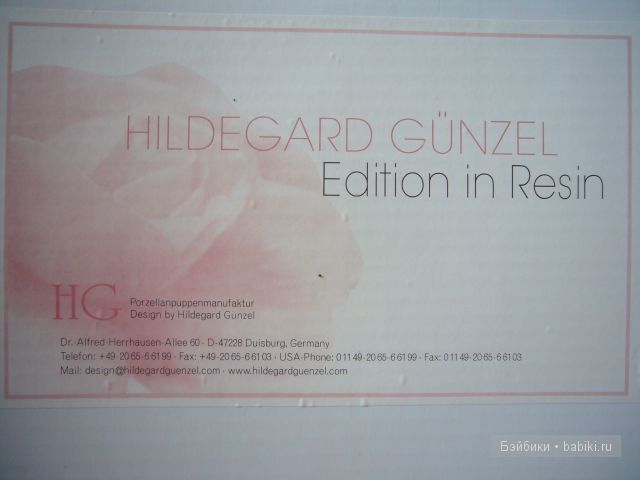 HILDEGARD GÜNZEL
Edition in Resin
HG
Porzellanpuppenmanufaktur
Design by Hildegard Günzel
Dr.-Alfred-Herrhausen-Allee 60 · D-47228 Duisburg, Germany
Telefon: +49-2065-66199 · Fax: +49-2065-66103 · USA-Phone: 01149-2065-66199 · Fax: 01149-2065-66103
Mail: design@hildegardguenzel.com · www.hildegardguenzel.com
Бэйбики • babiki.ru